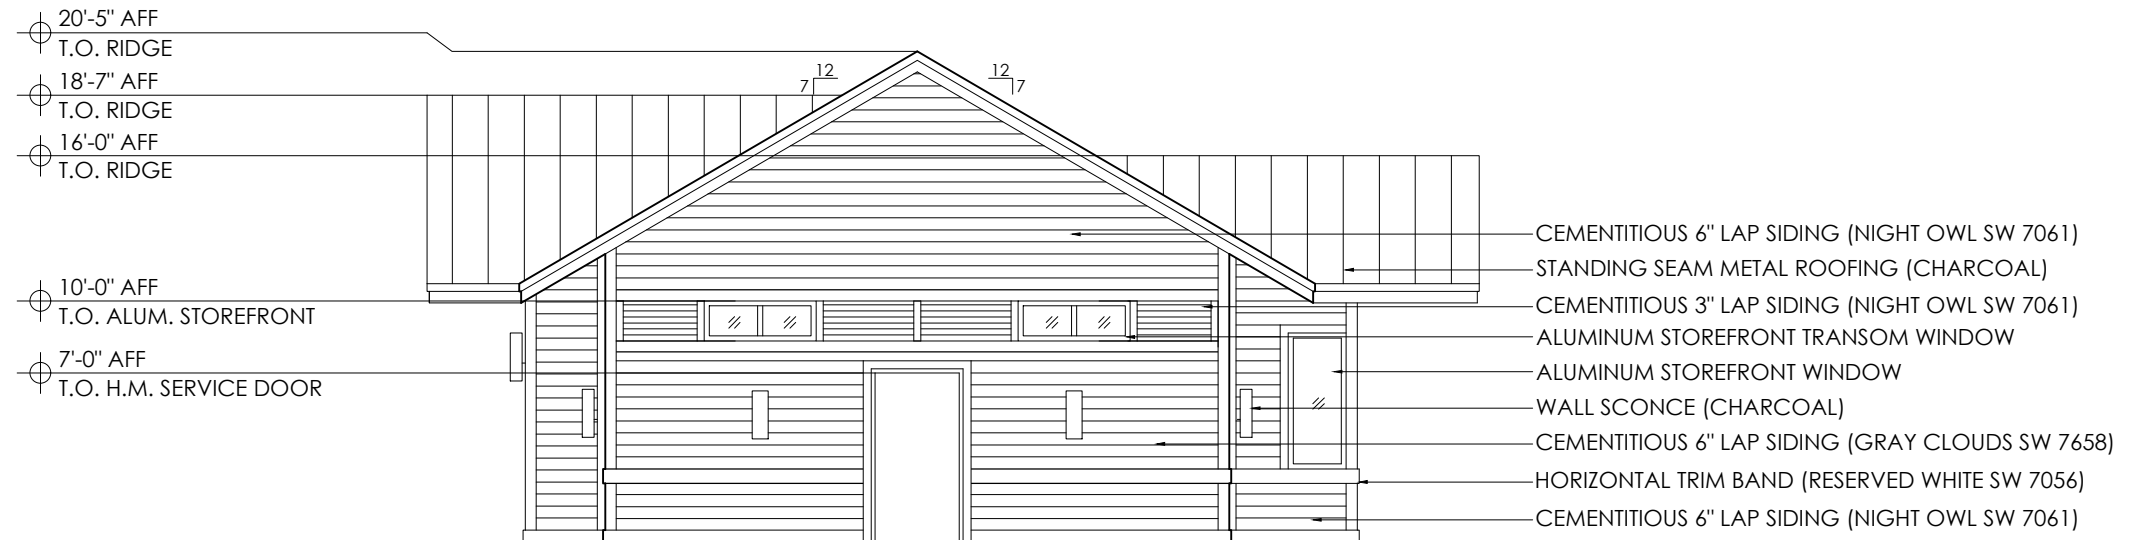 20'-5" AFF
T.O. RIDGE
18'-7" AFF
T.O. RIDGE
16'-0" AFF
T.O. RIDGE
10'-0" AFF
T.O. ALUM. STOREFRONT
7'-0" AFF
T.O. H.M. SERVICE DOOR
12
7
12
7
CEMENTITIOUS 6" LAP SIDING (NIGHT OWL SW 7061)
STANDING SEAM METAL ROOFING (CHARCOAL)
CEMENTITIOUS 3" LAP SIDING (NIGHT OWL SW 7061)
ALUMINUM STOREFRONT TRANSOM WINDOW
ALUMINUM STOREFRONT WINDOW
WALL SCONCE (CHARCOAL)
CEMENTITIOUS 6" LAP SIDING (GRAY CLOUDS SW 7658)
HORIZONTAL TRIM BAND (RESERVED WHITE SW 7056)
CEMENTITIOUS 6" LAP SIDING (NIGHT OWL SW 7061)